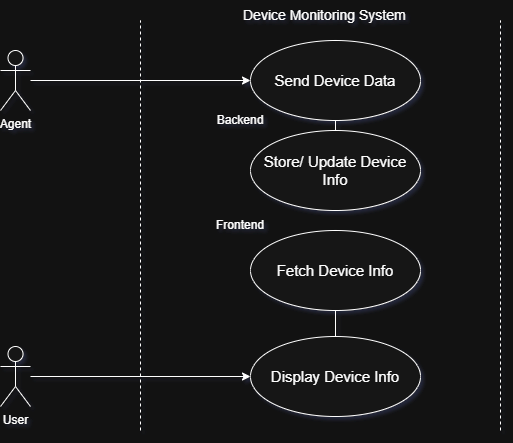 Device Monitoring System
Send Device Data
Agent
Backend
Store/ Update Device
Info
Frontend
Fetch Device Info
Display Device Info
User